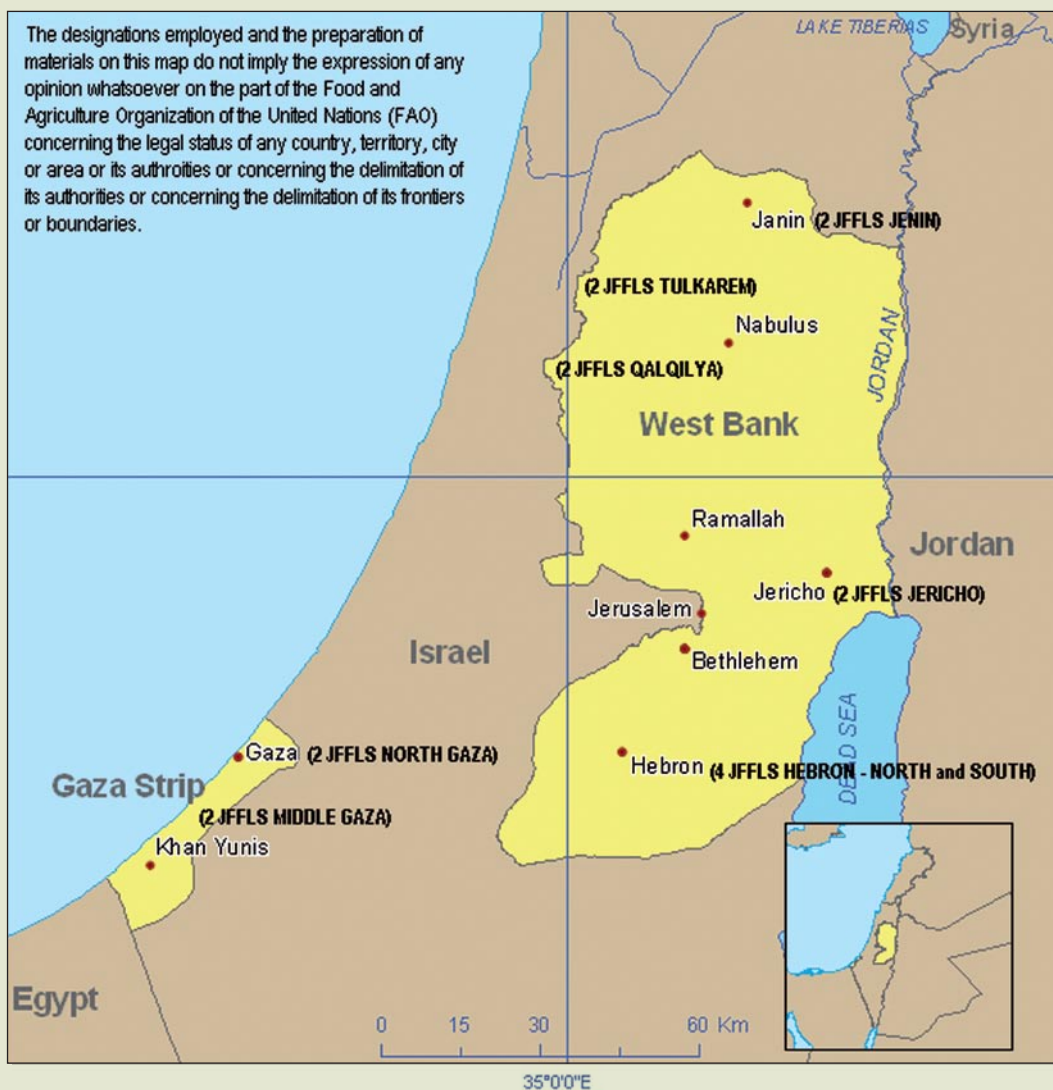 The designations employed and the preparation of
materials on this map do not imply the expression of any
opinion whatsoever on the part of the Food and
Agriculture Organization of the United Nations (FAO)
concerning the legal status of any country, territory, city
or area or its authroities or concerning the delimitation of
its authorities or concerning the delimitation of its frontiers
or boundaries.
LAKE TIBERIAS
Syria
Janin (2 JFFLS JENIN)
(2 JFFLS TULKAREM)
Nabulus
JORDAN
(2 JFFLS QALQILYA)
West Bank
Ramallah
Jordan
Jericho (2 JFFLS JERICHO)
Jerusalem
Israel
Bethlehem
DEAD SEA
Gaza (2 JFFLS NORTH GAZA)
Hebron (4 JFFLS HEBRON - NORTH and SOUTH)
Gaza Strip
(2 JFFLS MIDDLE GAZA)
Khan Yunis
Egypt
0 15 30 60 Km
35°0'0"E